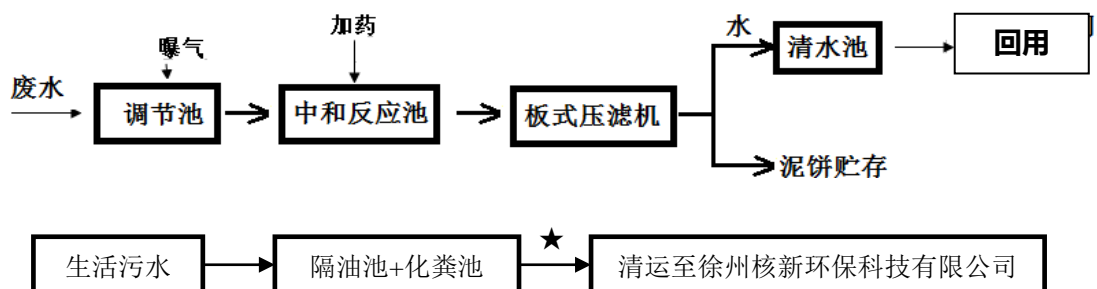 加药
曝气
废水
调节池
中和反应池
板式压滤机
水
清水池
回用
泥饼贮存
★
生活污水
隔油池+化粪池
清运至徐州核新环保科技有限公司